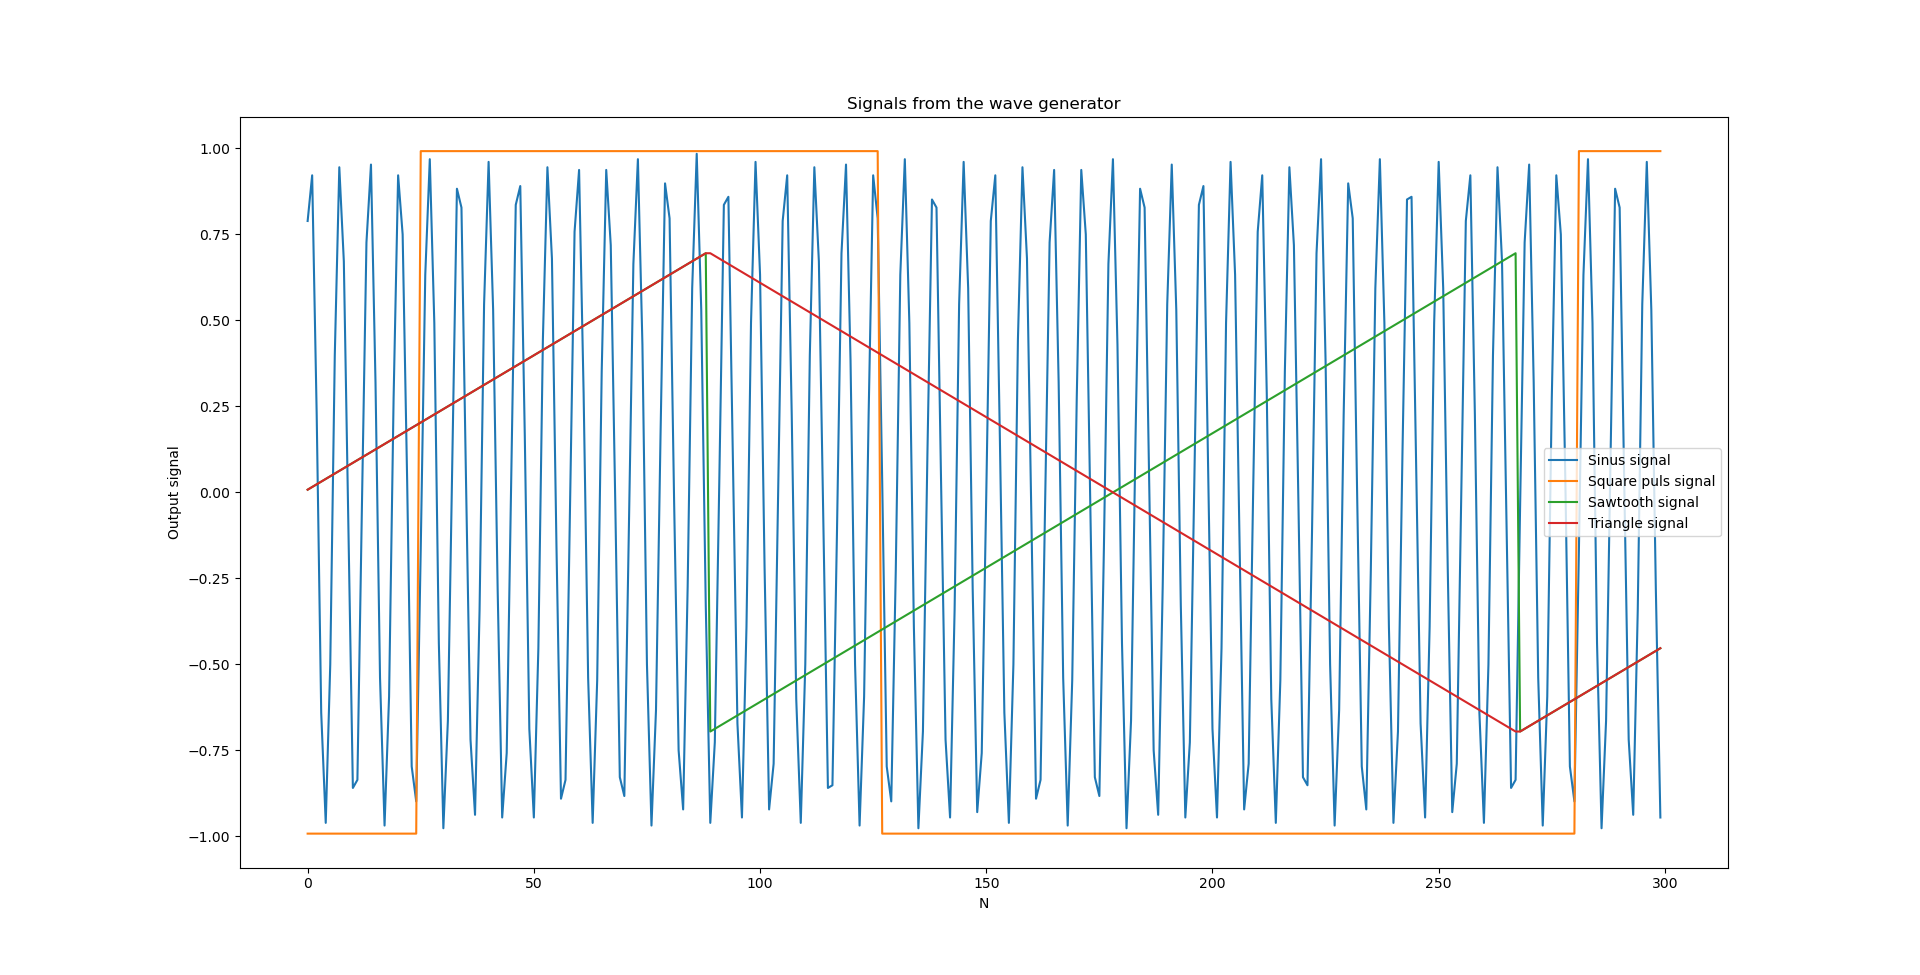 Signals from the wave generator
1.00
0.75
0.50
0.25
0.00
−0.25
−0.50
−0.75
−1.00
Output signal
Sinus signal
Square puls signal
Sawtooth signal
Triangle signal
0 50 100 150 200 250 300
N